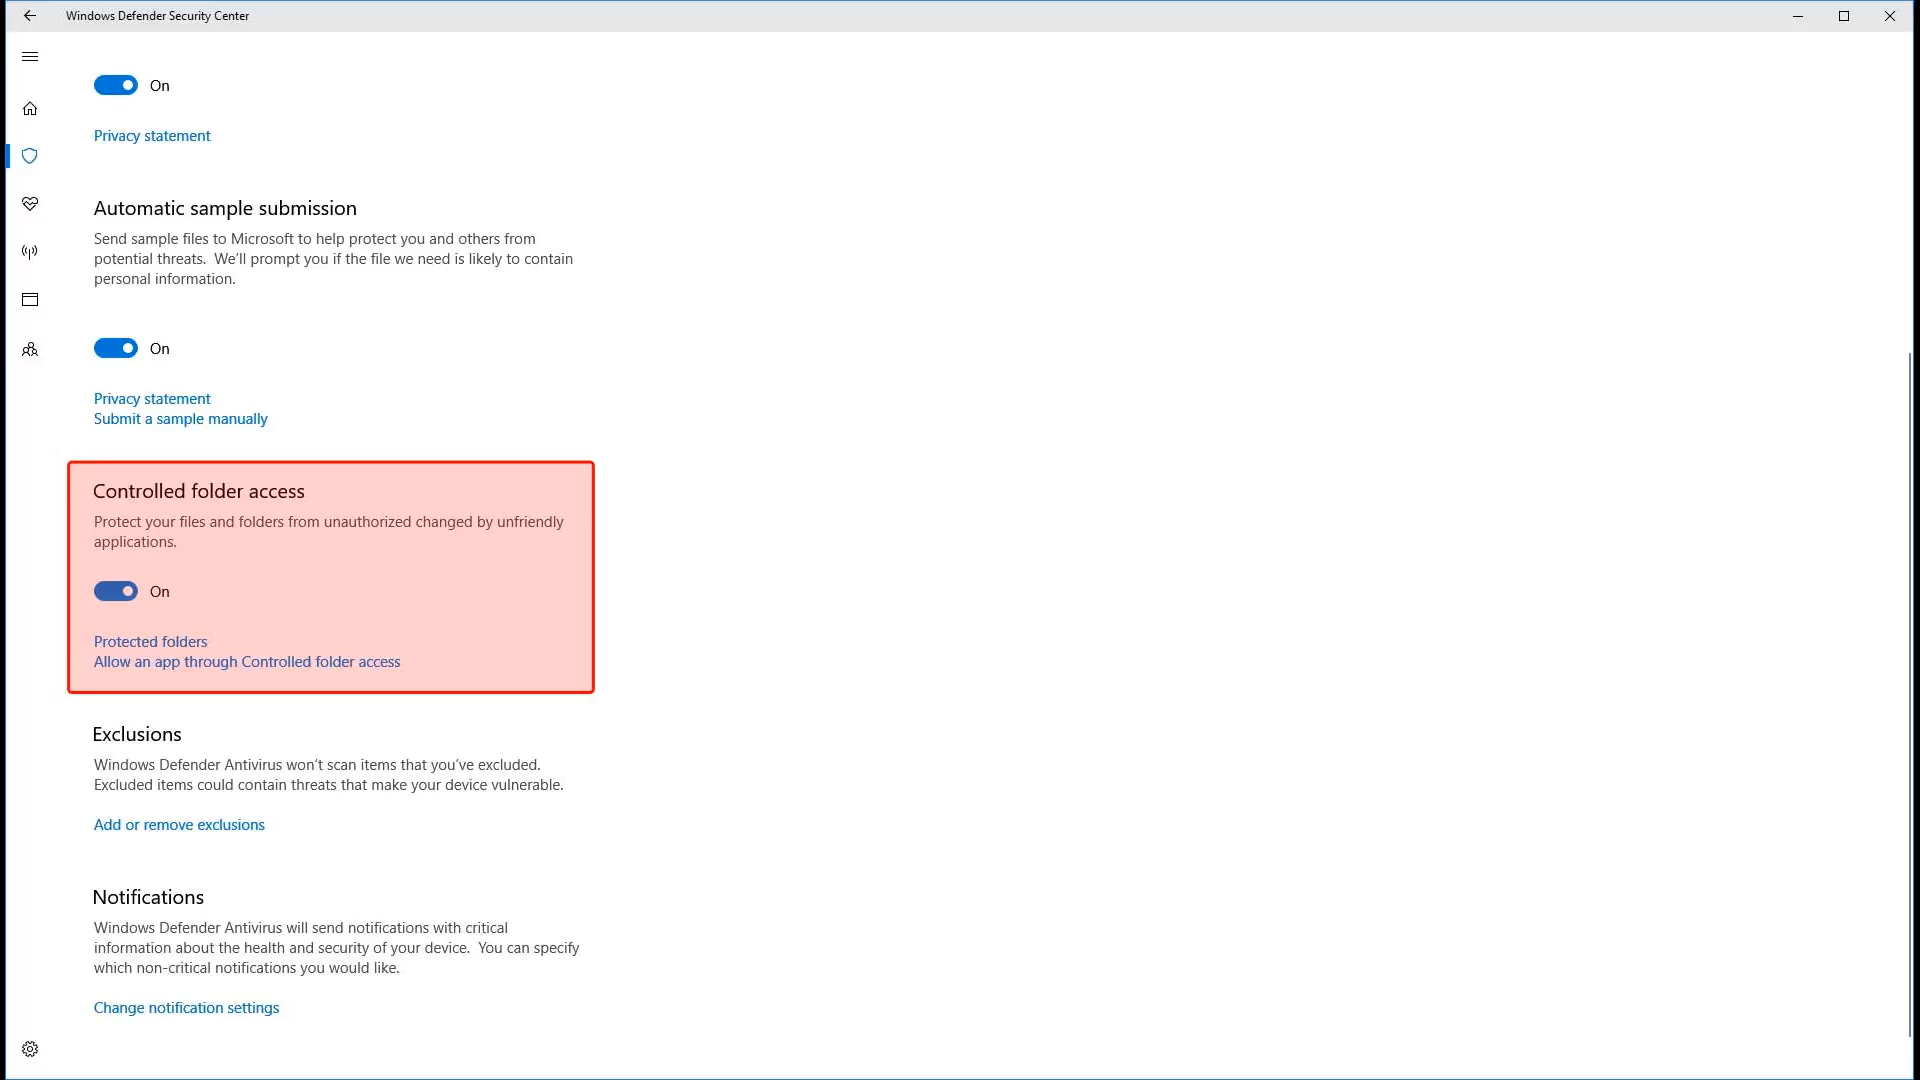 Windows Defender Security Center
On
Privacy statement
Automatic sample submission
Send sample files to Microsoft to help protect you and others from
potential threats.  We'll prompt you if the file we need is likely to contain
personal information.
On
Privacy statement
Submit a sample manually
Controlled folder access
Protect your files and folders from unauthorized changed by unfriendly
applications.
On
Protected folders
Allow an app through Controlled folder access
Exclusions
Windows Defender Antivirus won't scan items that you've excluded.
Excluded items could contain threats that make your device vulnerable.
Add or remove exclusions
Notifications
Windows Defender Antivirus will send notifications with critical
information about the health and security of your device.  You can specify
which non-critical notifications you would like.
Change notification settings